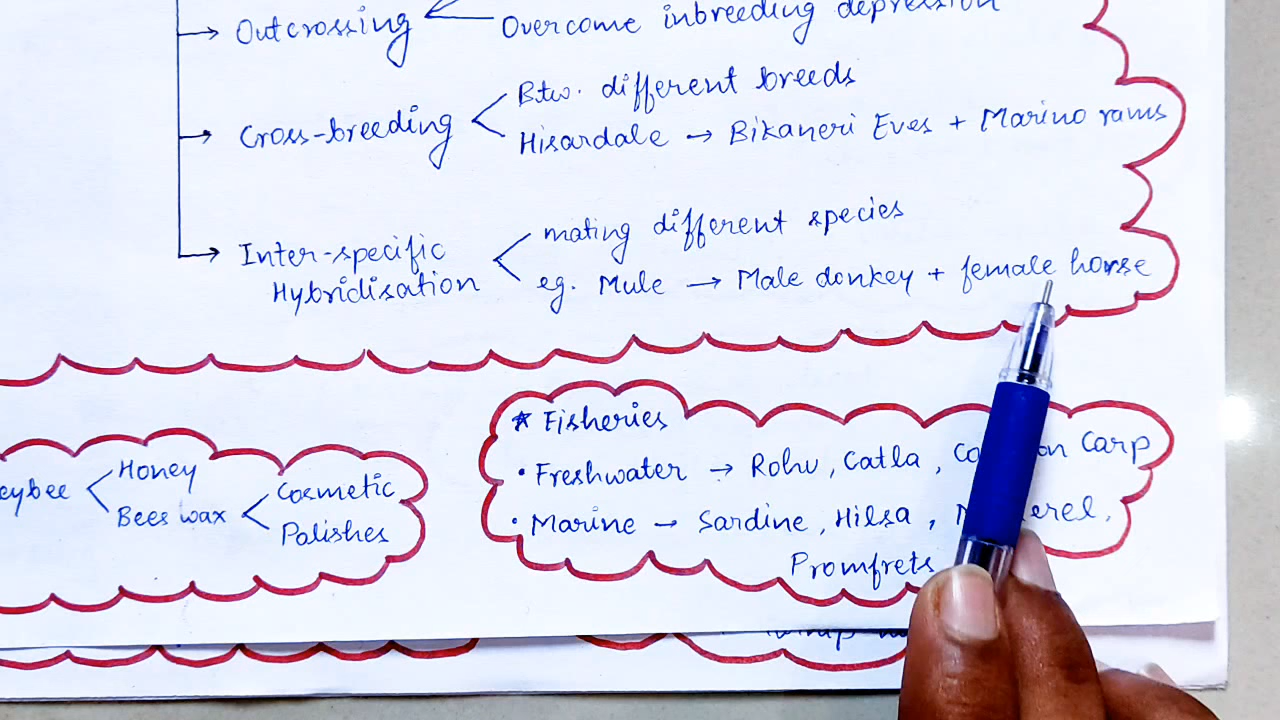 Outcrossing
Overcome inbreeding depression
Cross-breeding
Btw. different breeds
Hisardale → Bikaneri Eves + Marino rams
Inter-specific
Hybridisation
mating different species
eg. Mule → Male donkey + female horse
Honey
Bees wax
Cosmetic
Polishes
* Fisheries
• Freshwater → Rohu, Catla, Carp
• Marine → Sardine, Hilsa,
Promfrets